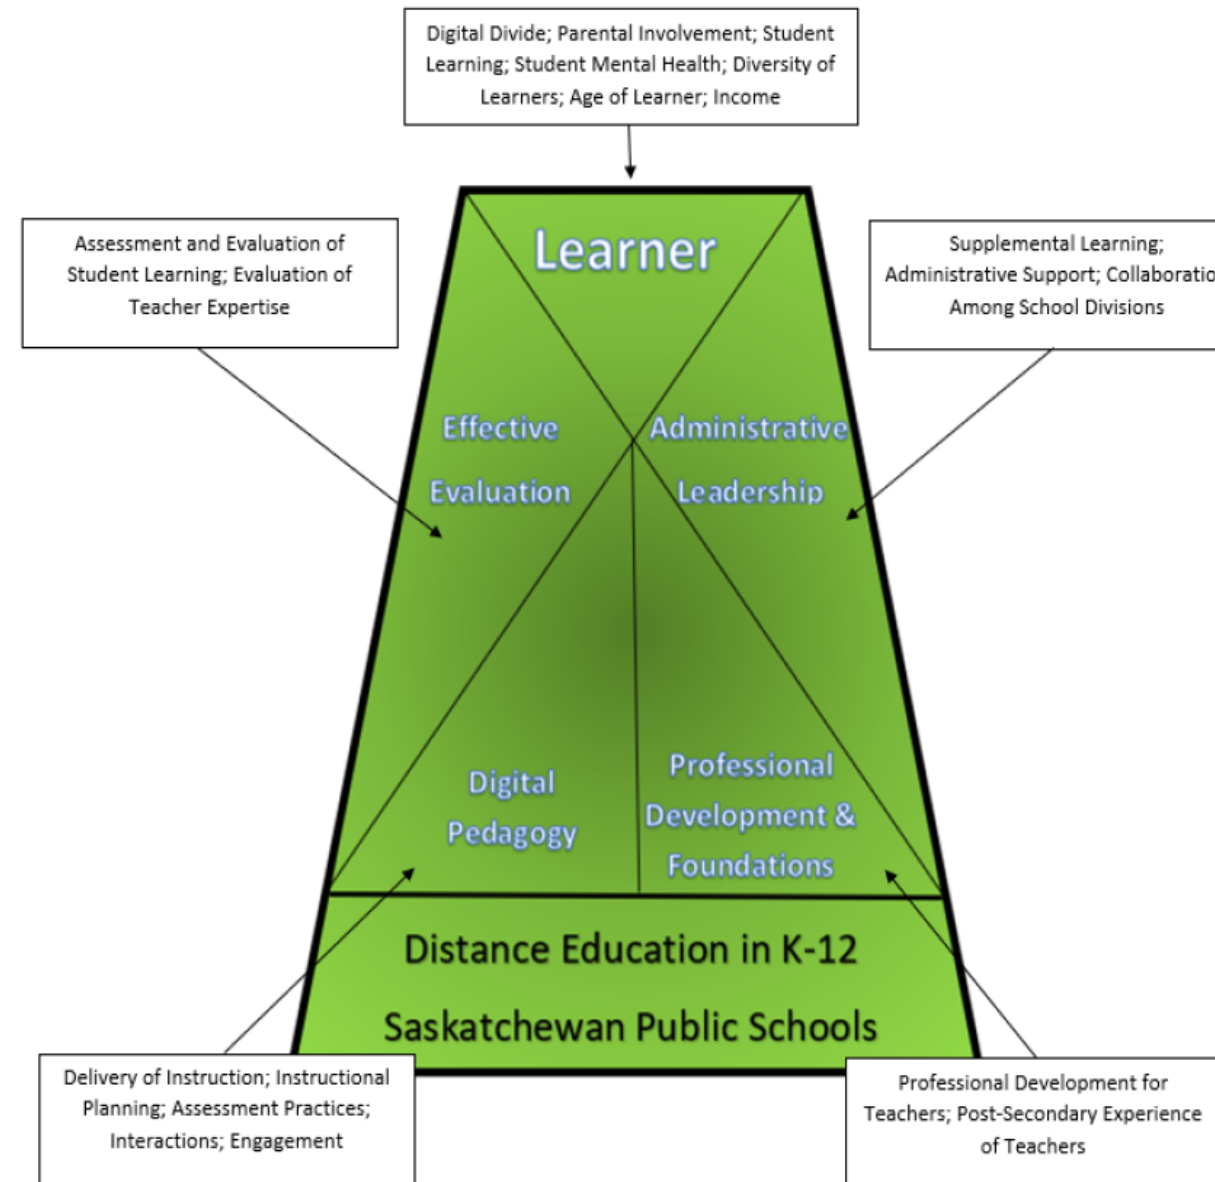 Digital Divide; Parental Involvement; Student
Learning; Student Mental Health; Diversity of
Learners; Age of Learner; Income
Learner
Assessment and Evaluation of
Student Learning; Evaluation of
Teacher Expertise
Supplemental Learning;
Administrative Support; Collaboratio
Among School Divisions
Effective
Evaluation
Administrative
Leadership
Digital
Pedagogy
Professional
Development &
Foundations
Distance Education in K-12
Saskatchewan Public Schools
Delivery of Instruction; Instructional
Planning; Assessment Practices;
Interactions; Engagement
Professional Development for
Teachers; Post-Secondary Experience
of Teachers